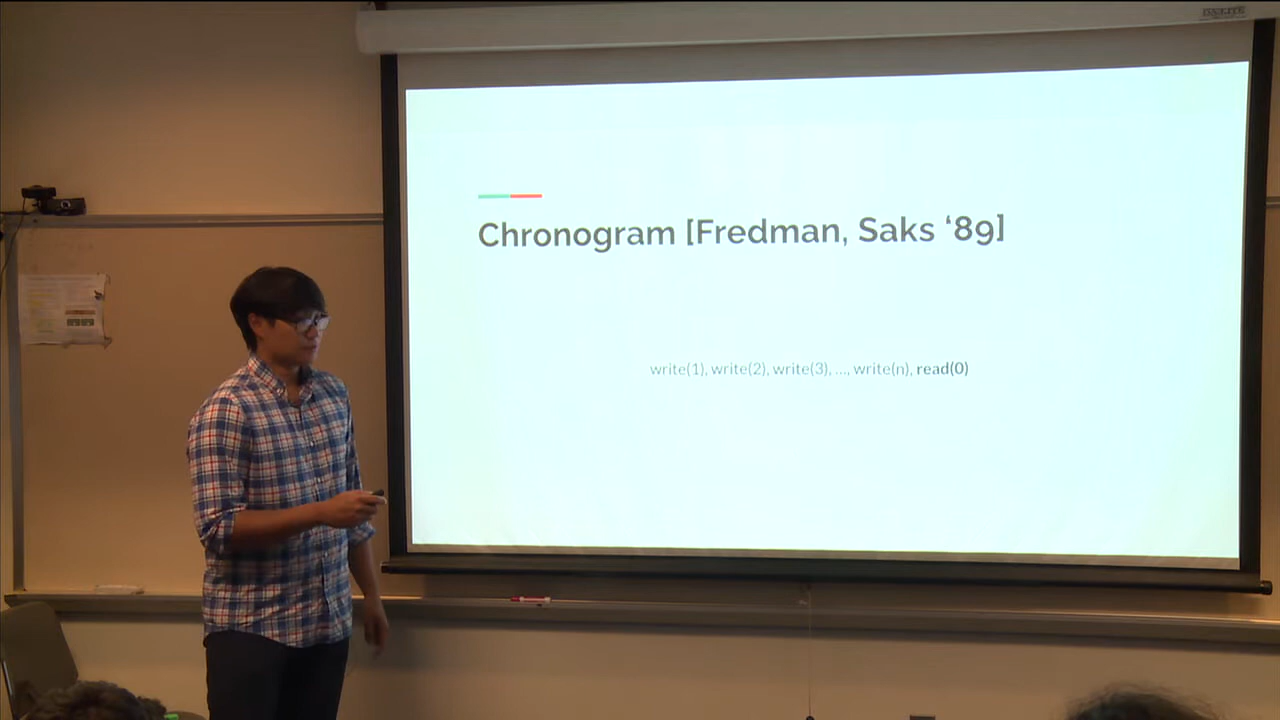 Chronogram [Fredman, Saks ‘89]
write(1), write(2), write(3), ..., write(n), read(0)